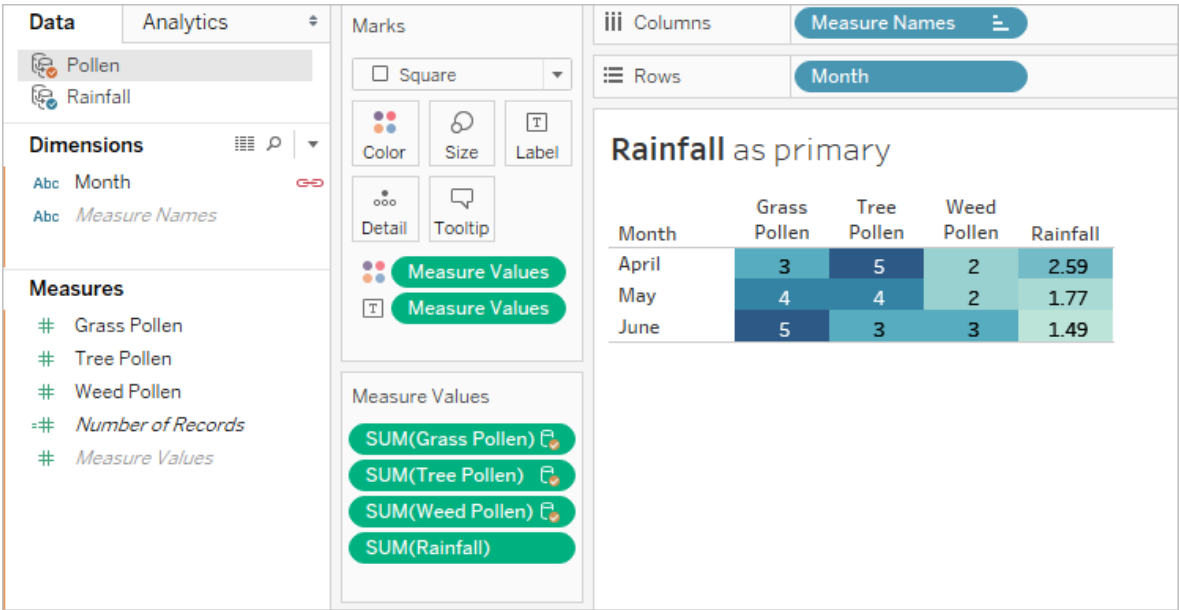 Data
Analytics
Pollen
Rainfall
Dimensions
Abc Month
Abc Measure Names
Measures
# Grass Pollen
# Tree Pollen
# Weed Pollen
=# Number of Records
# Measure Values
Marks
Square
Color
Size
T
Label
Detail
Tooltip
Measure Values
T Measure Values
Measure Values
SUM(Grass Pollen)
SUM(Tree Pollen)
SUM(Weed Pollen)
SUM(Rainfall)
iii Columns
Measure Names
Rows
Month
Rainfall as primary
Grass Tree Weed
Month Pollen Pollen Pollen Rainfall
April 3 5 2 2.59
May 4 4 2 1.77
June 5 3 3 1.49